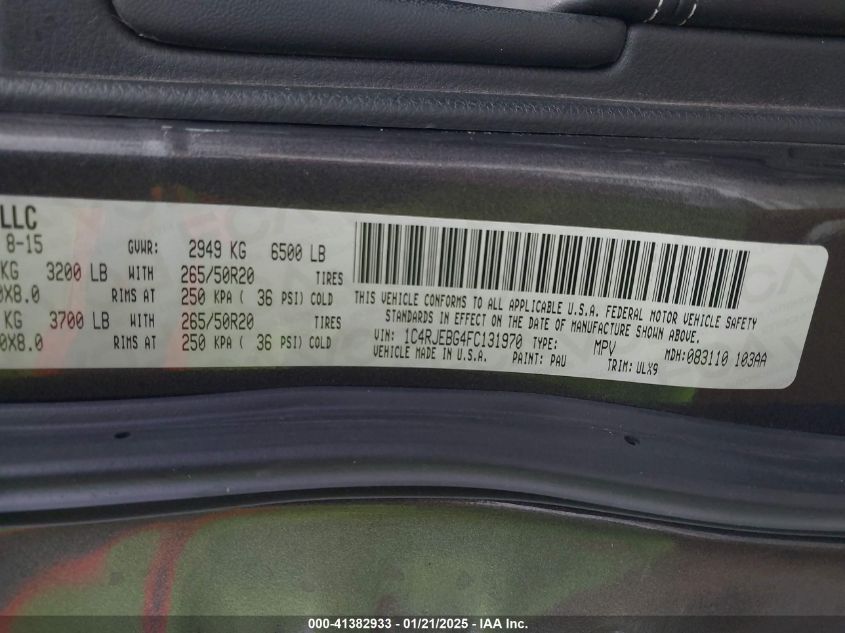 LLC
8-15 GVWR: 2949 KG 6500 LB
KG 3200 LB WITH 265/50R20 TIRES
0X8.0 RIMS AT 250 KPA ( 36 PSI) COLD
KG 3700 LB WITH 265/50R20 TIRES
0X8.0 RIMS AT 250 KPA ( 36 PSI) COLD
THIS VEHICLE CONFORMS TO ALL APPLICABLE U.S.A. FEDERAL MOTOR VEHICLE SAFETY
STANDARDS IN EFFECT ON THE DATE OF MANUFACTURE SHOWN ABOVE.
VIN: 1C4RJEBG4FC131970 TYPE: MPV MDH:083110 103AA
VEHICLE MADE IN U.S.A. PAINT: PAU TRIM: ULX9
000-41382933 - 01/21/2025 - IAA Inc.